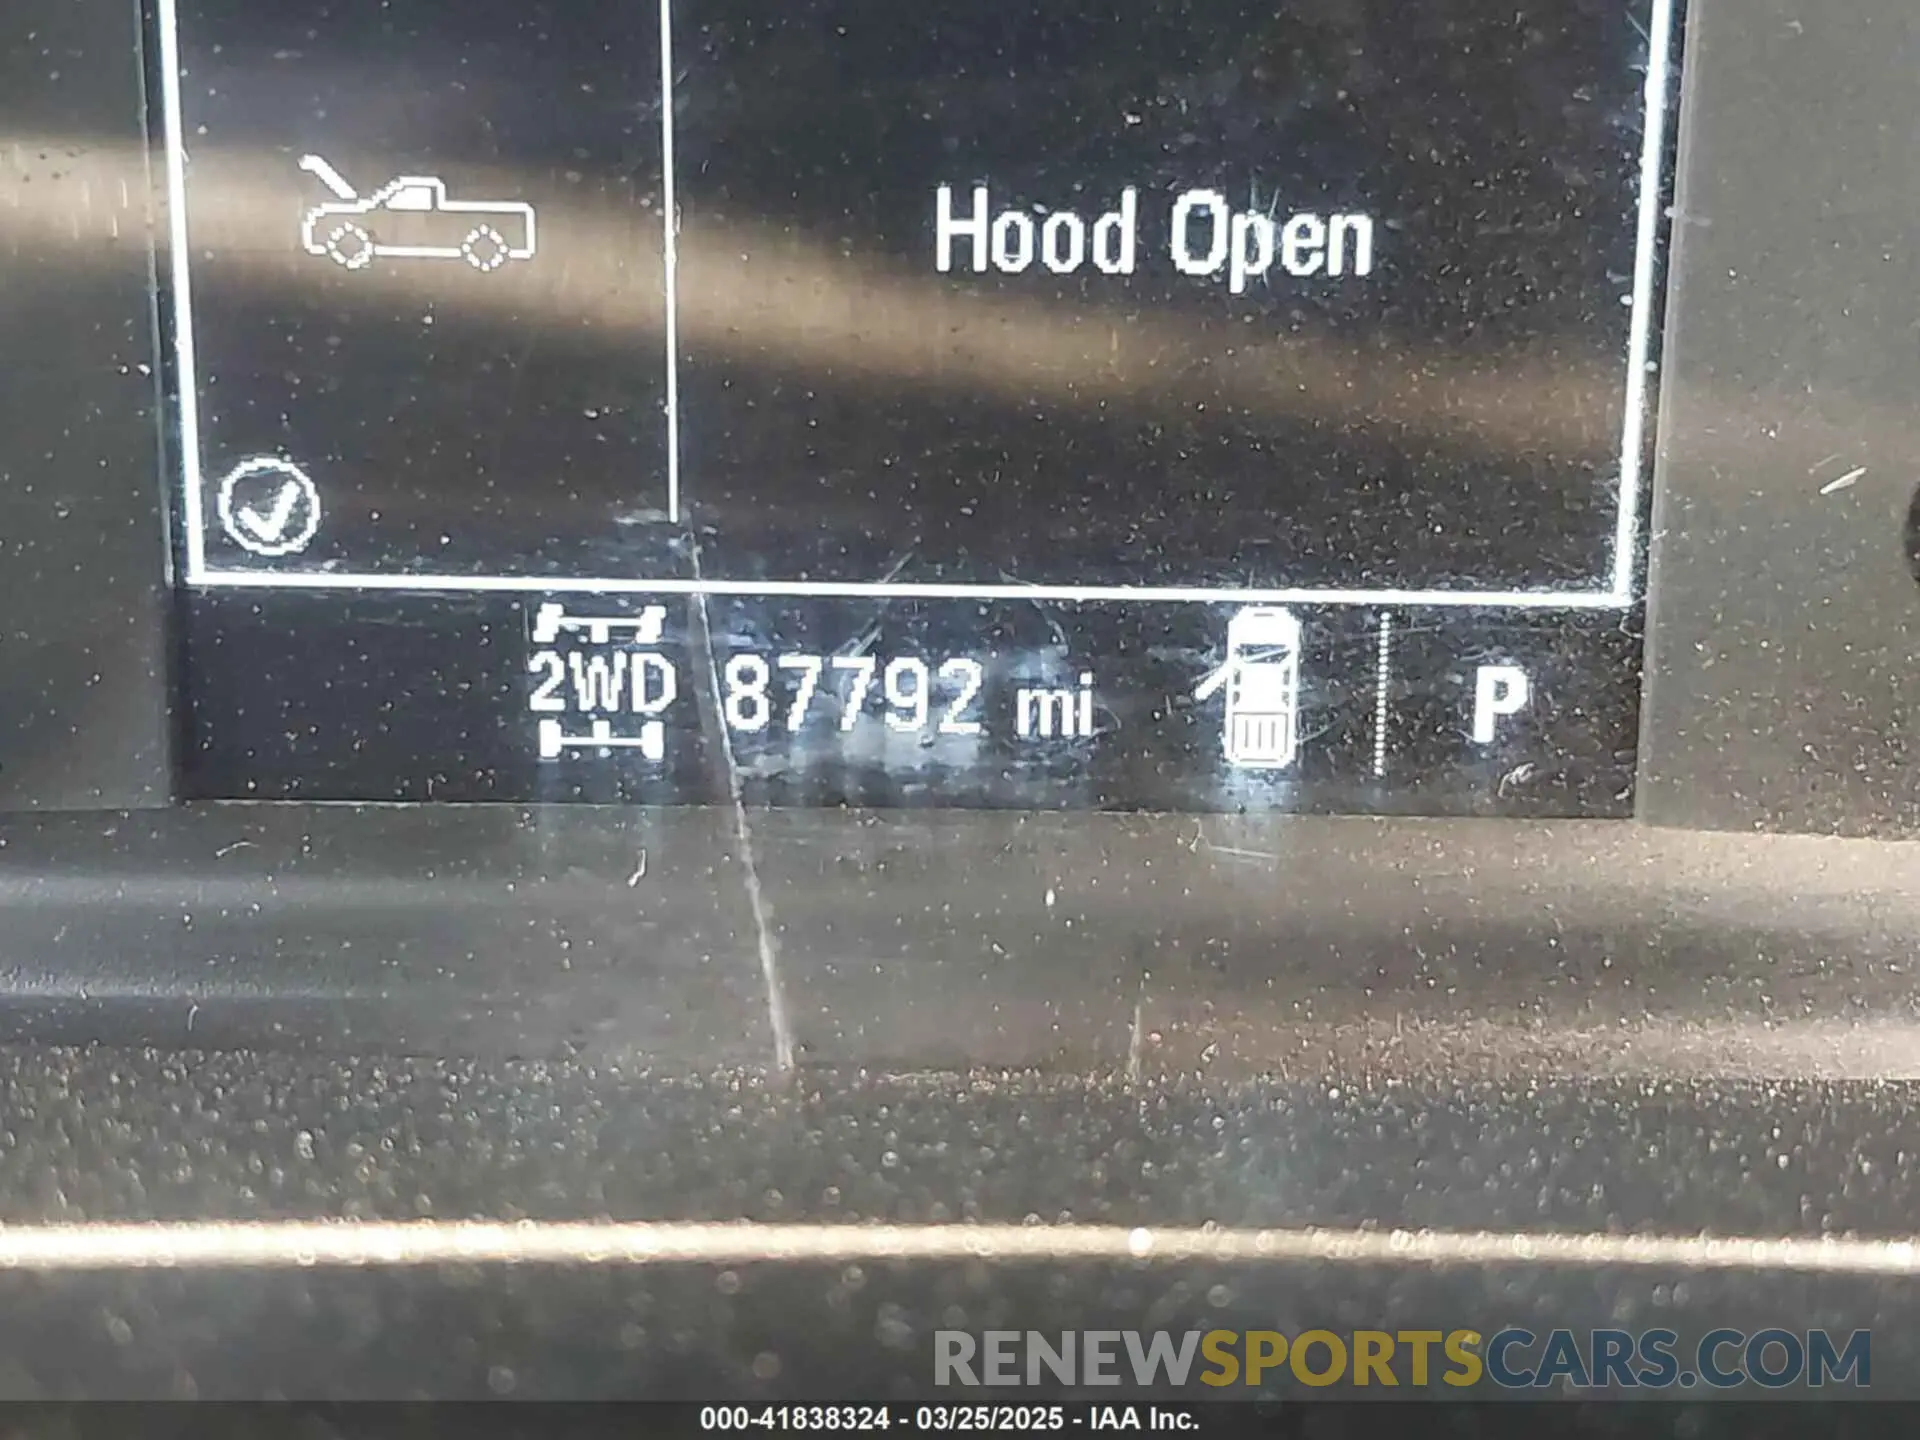 Hood Open
2WD 87792 mi P
RENEWSPORTSCARS.COM
000-41838324 - 03/25/2025 - IAA Inc.